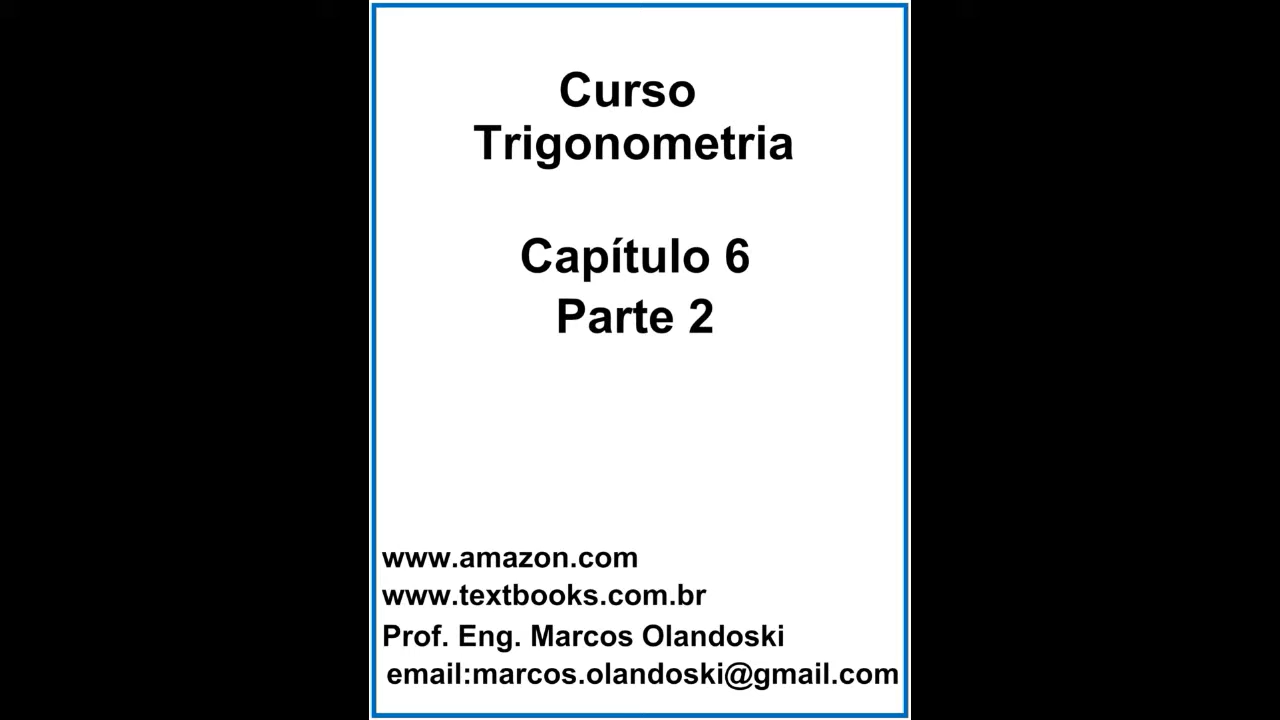 Curso
Trigonometria
Capítulo 6
Parte 2
www.amazon.com
www.textbooks.com.br
Prof. Eng. Marcos Olandoski
email:marcos.olandoski@gmail.com